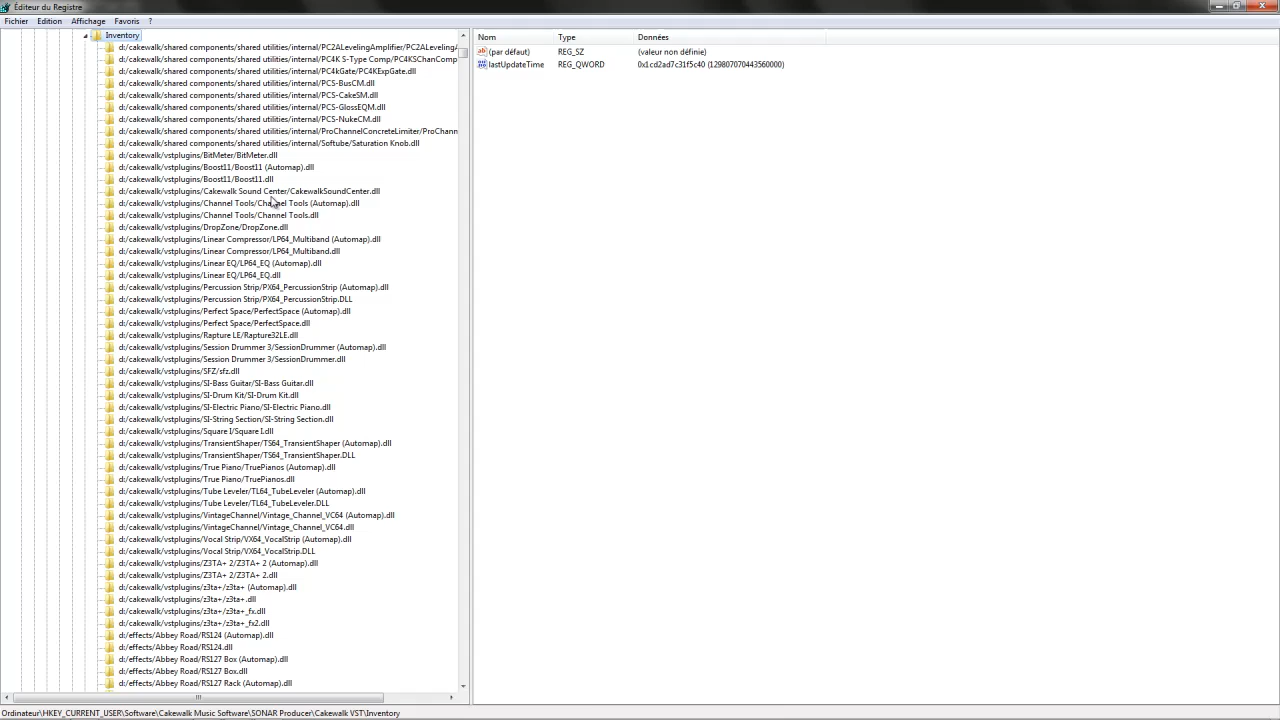 Éditeur du Registre
Fichier Edition Affichage Favoris ?
Inventory
d:/cakewalk/shared components/shared utilities/internal/PC2ALevelingAmplifier/PC2ALevelingA
d:/cakewalk/shared components/shared utilities/internal/PC4K S-Type Comp/PC4KSChanComp
d:/cakewalk/shared components/shared utilities/internal/PC4kGate/PC4KExpGate.dll
d:/cakewalk/shared components/shared utilities/internal/PCS-BusCM.dll
d:/cakewalk/shared components/shared utilities/internal/PCS-CakeSM.dll
d:/cakewalk/shared components/shared utilities/internal/PCS-GlossEQM.dll
d:/cakewalk/shared components/shared utilities/internal/PCS-NukeCM.dll
d:/cakewalk/shared components/shared utilities/internal/ProChannelConcreteLimiter/ProChann
d:/cakewalk/shared components/shared utilities/internal/Softube/Saturation Knob.dll
d:/cakewalk/vstplugins/BitMeter/BitMeter.dll
d:/cakewalk/vstplugins/Boost11/Boost11 (Automap).dll
d:/cakewalk/vstplugins/Boost11/Boost11.dll
d:/cakewalk/vstplugins/Cakewalk Sound Center/CakewalkSoundCenter.dll
d:/cakewalk/vstplugins/Channel Tools/Channel Tools (Automap).dll
d:/cakewalk/vstplugins/Channel Tools/Channel Tools.dll
d:/cakewalk/vstplugins/DropZone/DropZone.dll
d:/cakewalk/vstplugins/Linear Compressor/LP64_Multiband (Automap).dll
d:/cakewalk/vstplugins/Linear Compressor/LP64_Multiband.dll
d:/cakewalk/vstplugins/Linear EQ/LP64_EQ (Automap).dll
d:/cakewalk/vstplugins/Linear EQ/LP64_EQ.dll
d:/cakewalk/vstplugins/Percussion Strip/PX64_PercussionStrip (Automap).dll
d:/cakewalk/vstplugins/Percussion Strip/PX64_PercussionStrip.DLL
d:/cakewalk/vstplugins/Perfect Space/PerfectSpace (Automap).dll
d:/cakewalk/vstplugins/Perfect Space/PerfectSpace.dll
d:/cakewalk/vstplugins/Rapture LE/Rapture32LE.dll
d:/cakewalk/vstplugins/Session Drummer 3/SessionDrummer (Automap).dll
d:/cakewalk/vstplugins/Session Drummer 3/SessionDrummer.dll
d:/cakewalk/vstplugins/SFZ/sfz.dll
d:/cakewalk/vstplugins/SI-Bass Guitar/SI-Bass Guitar.dll
d:/cakewalk/vstplugins/SI-Drum Kit/SI-Drum Kit.dll
d:/cakewalk/vstplugins/SI-Electric Piano/SI-Electric Piano.dll
d:/cakewalk/vstplugins/SI-String Section/SI-String Section.dll
d:/cakewalk/vstplugins/Square I/Square I.dll
d:/cakewalk/vstplugins/TransientShaper/TS64_TransientShaper (Automap).dll
d:/cakewalk/vstplugins/TransientShaper/TS64_TransientShaper.DLL
d:/cakewalk/vstplugins/True Piano/TruePianos (Automap).dll
d:/cakewalk/vstplugins/True Piano/TruePianos.dll
d:/cakewalk/vstplugins/Tube Leveler/TL64_TubeLeveler (Automap).dll
d:/cakewalk/vstplugins/Tube Leveler/TL64_TubeLeveler.DLL
d:/cakewalk/vstplugins/VintageChannel/Vintage_Channel_VC64 (Automap).dll
d:/cakewalk/vstplugins/VintageChannel/Vintage_Channel_VC64.dll
d:/cakewalk/vstplugins/Vocal Strip/VX64_VocalStrip (Automap).dll
d:/cakewalk/vstplugins/Vocal Strip/VX64_VocalStrip.DLL
d:/cakewalk/vstplugins/Z3TA+ 2/Z3TA+ 2 (Automap).dll
d:/cakewalk/vstplugins/Z3TA+ 2/Z3TA+ 2.dll
d:/cakewalk/vstplugins/z3ta+/z3ta+ (Automap).dll
d:/cakewalk/vstplugins/z3ta+/z3ta+.dll
d:/cakewalk/vstplugins/z3ta+/z3ta+_fx.dll
d:/cakewalk/vstplugins/z3ta+/z3ta+_fx2.dll
d:/effects/Abbey Road/RS124 (Automap).dll
d:/effects/Abbey Road/RS124.dll
d:/effects/Abbey Road/RS127 Box (Automap).dll
d:/effects/Abbey Road/RS127 Box.dll
d:/effects/Abbey Road/RS127 Rack (Automap).dll
Nom Type Données
(par défaut) REG_SZ (valeur non définie)
lastUpdateTime REG_QWORD 0x1cd2ad7c31f5c40 (129807070443560000)
Ordinateur\HKEY_CURRENT_USER\Software\Cakewalk Music Software\SONAR Producer\Cakewalk VST\Inventory